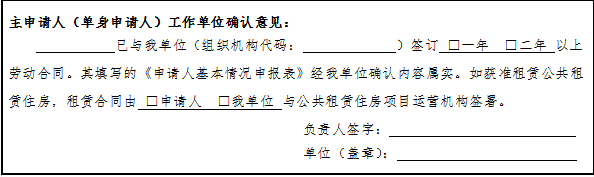 主申请人（单身申请人）工作单位确认意见：
____________已与我单位（组织机构代码：______________）签订 □一年 □二年 以上
劳动合同。其填写的《申请人基本情况申报表》经我单位确认内容属实。如获准租赁公共租
赁住房，租赁合同由 □申请人 □我单位 与公共租赁住房项目运营机构签署。
负责人签字：____________________________
单位（盖章）：___________________________